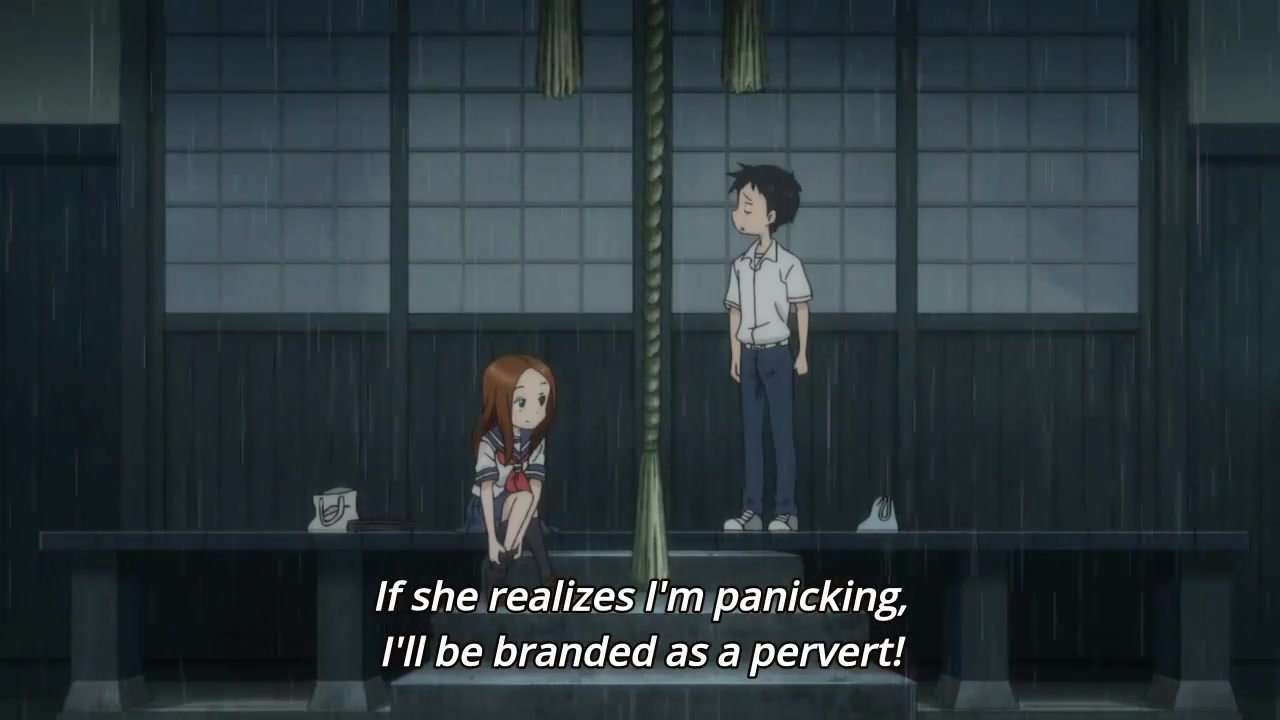 If she realizes I'm panicking,
I'll be branded as a pervert!